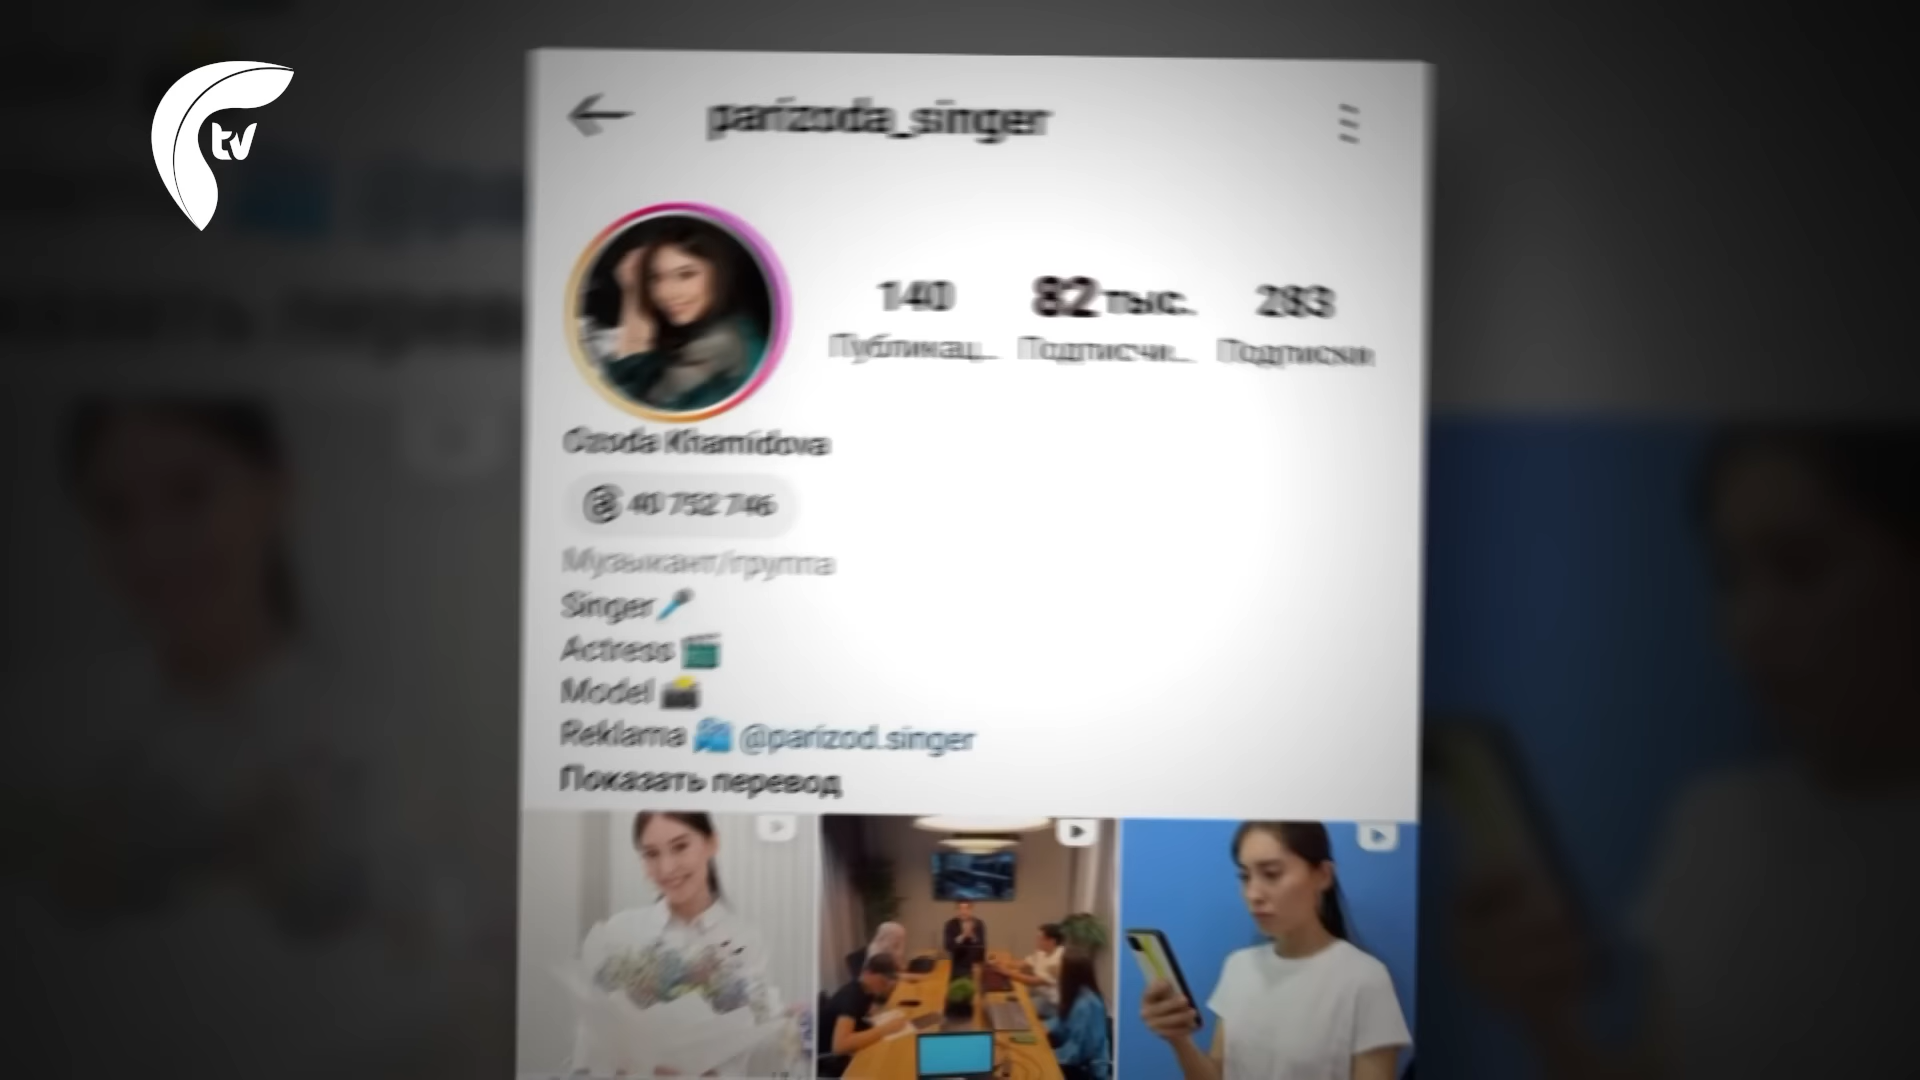 tv
parizoda_singer
140 82 тыс. 283
Публикац... Подписчи... Подписки
Ozoda Khamidova
40 752 746
Музыкант/группа
Singer
Actress
Model
Reklama @parizod.singer
Показать перевод